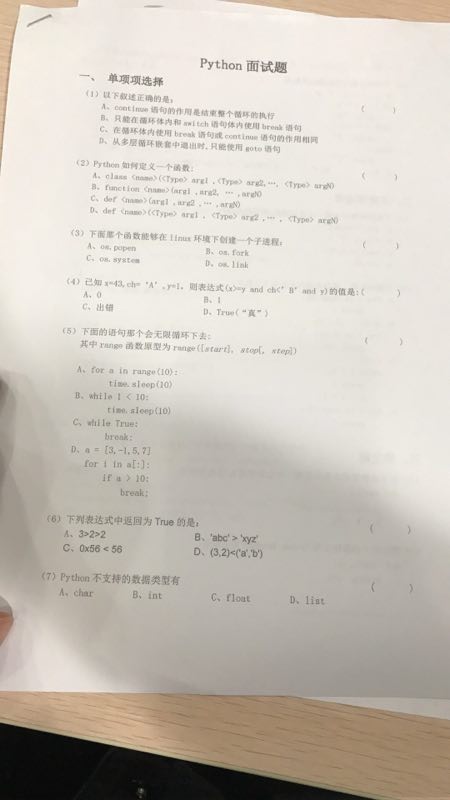 Python 面试题
一、 单项项选择
(1) 以下叙述正确的是: ( )
A、continue 语句的作用是结束整个循环的执行
B、只能在循环体内和 switch 语句体内使用 break 语句
C、在循环体内使用 break 语句或 continue 语句的作用相同
D、从多层循环嵌套中退出时,只能使用 goto 语句
(2) Python 如何定义一个函数: ( )
A、class <name>(<Type> arg1 ,<Type> arg2,…, <Type> argN)
B、function <name>(arg1 ,arg2, … ,argN)
C、def <name>(arg1 ,arg2 ,… ,argN)
D、def <name>(<Type> arg1 , <Type> arg2 ,… , <Type> argN)
(3) 下面那个函数能够在 linux 环境下创建一个子进程: ( )
A、os.popen B、os.fork
C、os.system D、os.link
(4) 已知 x=43,ch= 'A' ,y=1, 则表达式(x>=y and ch<'B' and y)的值是:( )
A、0 B、1
C、出错 D、True(“真”)
(5) 下面的语句那个会无限循环下去: ( )
其中 range 函数原型为 range([start], stop[, step])
A、for a in range(10):
time.sleep(10)
B、while 1 < 10:
time.sleep(10)
C、while True:
break;
D、a = [3,-1,5,7]
for i in a[:]:
if a > 10:
break;
(6) 下列表达式中返回为 True 的是: ( )
A、3>2>2 B、'abc' > 'xyz'
C、0x56 < 56 D、(3,2)<('a','b')
(7) Python 不支持的数据类型有 ( )
A、char B、int C、float D、list